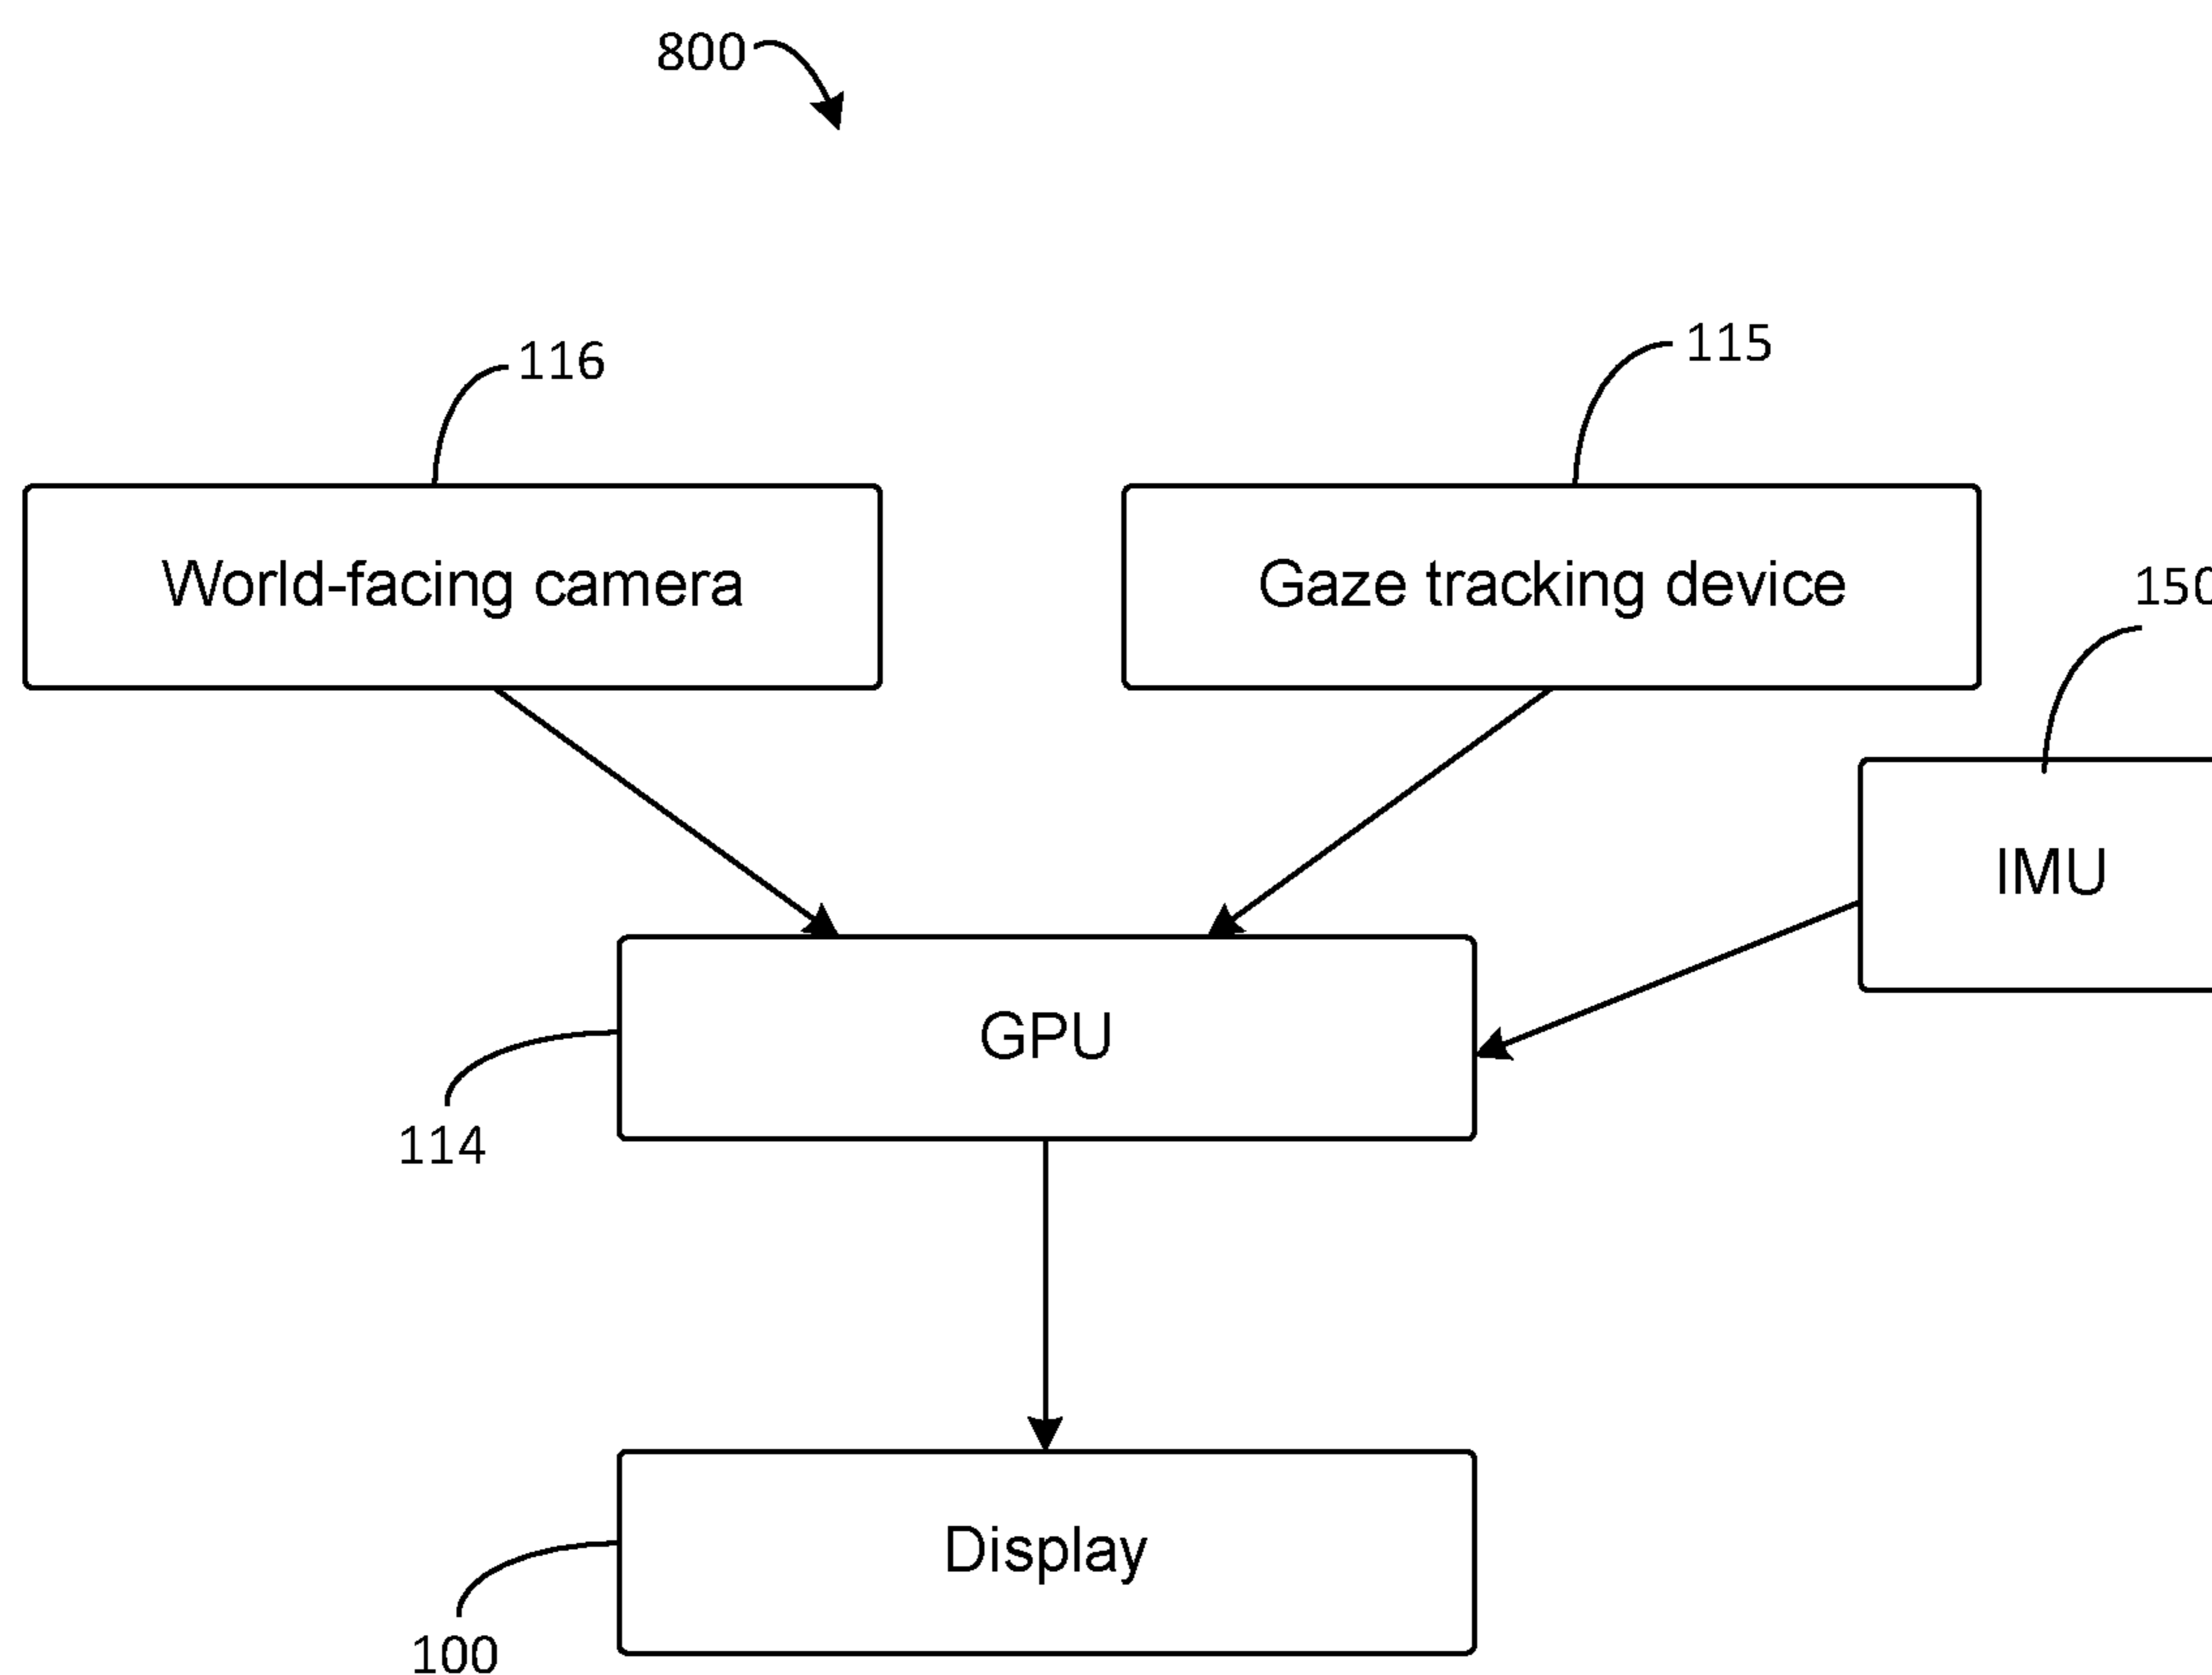 800
116
115
World-facing camera
Gaze tracking device
150
IMU
GPU
114
Display
100